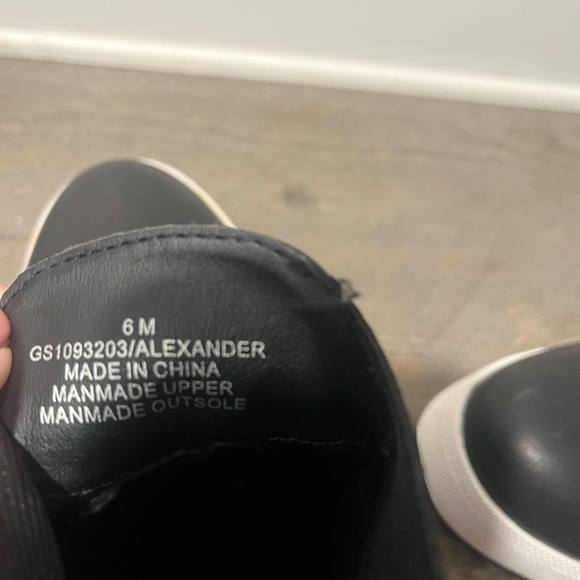 6 M
GS1093203/ALEXANDER
MADE IN CHINA
MANMADE UPPER
MANMADE OUTSOLE